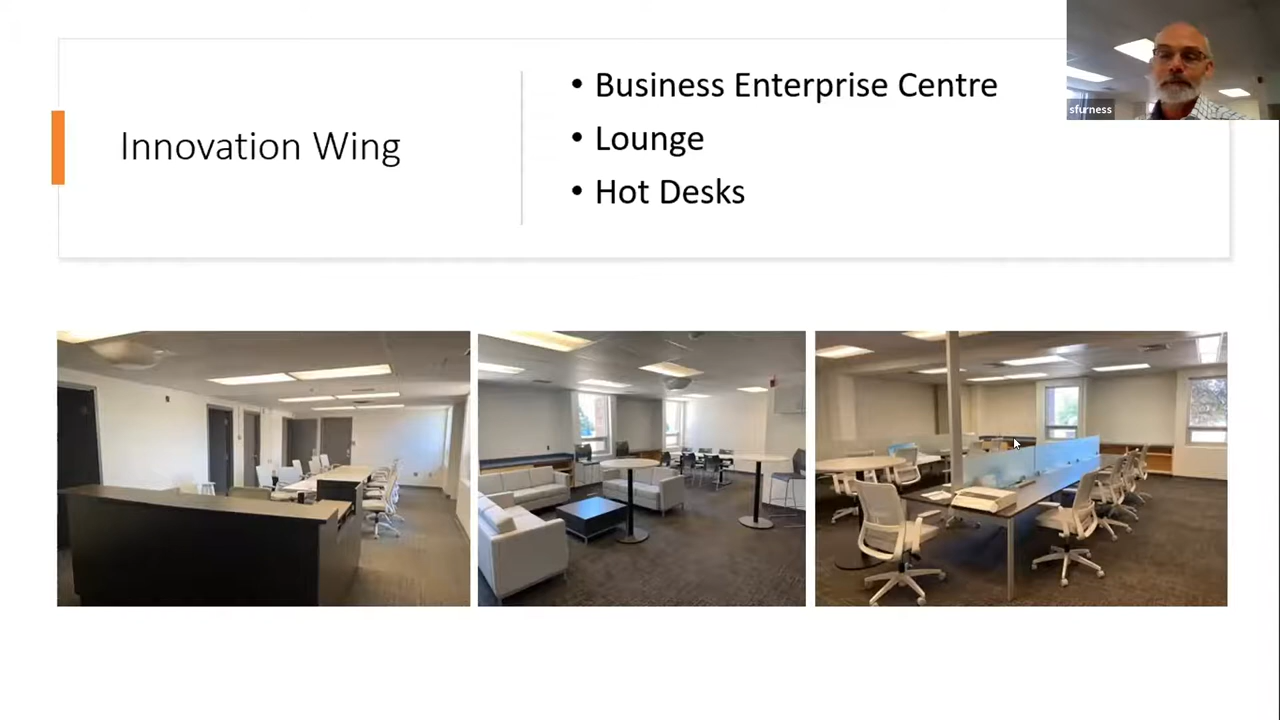 Innovation Wing
• Business Enterprise Centre
• Lounge
• Hot Desks
sfurness